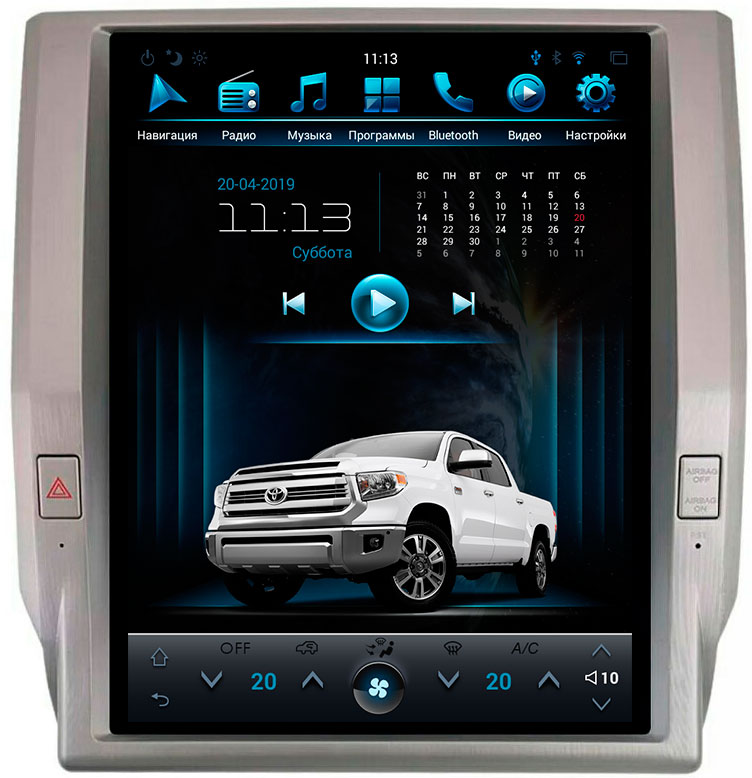 11:13
Навигация Радио Музыка Программы Bluetooth Видео Настройки
20-04-2019
11:13
Суббота
ВС ПН ВТ СР ЧТ ПТ СБ
31 1 2 3 4 5 6
7 8 9 10 11 12 13
14 15 16 17 18 19 20
21 22 23 24 25 26 27
28 29 30 1 2 3 4
5 6 7 8 9 10 11
AIRBAG
OFF
AIRBAG
ON
OFF A/C
20 20 10